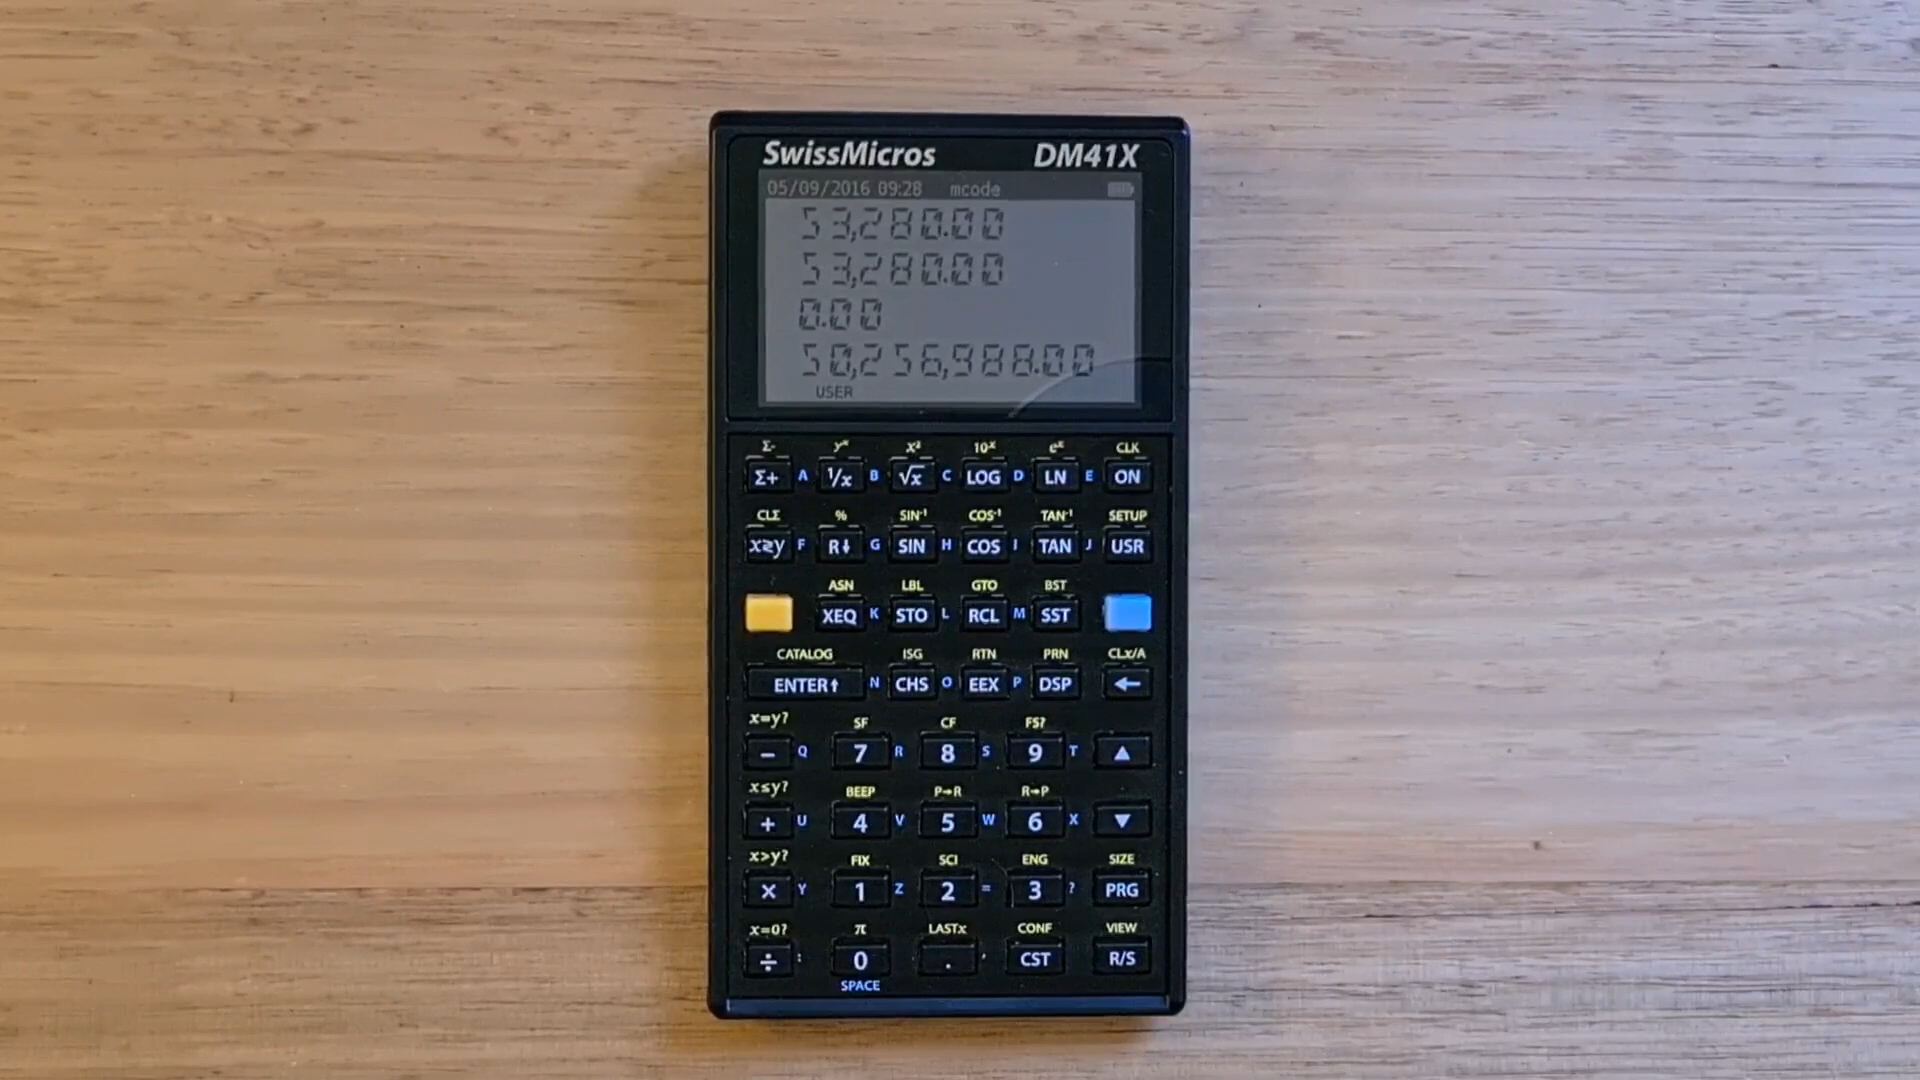 SwissMicros DM41X
05/09/2016 09:28 mcode
53,280.00
53,280.00
0.00
50,256,988.00
USER
Σ- yˣ x² 10ˣ eˣ CLK
Σ+ A 1/x B √x C LOG D LN E ON
CLΣ % SIN⁻¹ COS⁻¹ TAN⁻¹ SETUP
x≷y F R↓ G SIN H COS I TAN J USR
ASN LBL GTO BST
XEQ K STO L RCL M SST
CATALOG ISG RTN PRN CLx/A
ENTER↑ N CHS O EEX P DSP ←
x=y? SF CF FS?
− Q 7 R 8 S 9 T ▲
x≤y? BEEP P→R R→P
+ U 4 V 5 W 6 X ▼
x>y? FIX SCI ENG SIZE
× Y 1 Z 2 = 3 ? PRG
x=0? π LASTx CONF VIEW
÷ : 0 . , CST R/S
SPACE